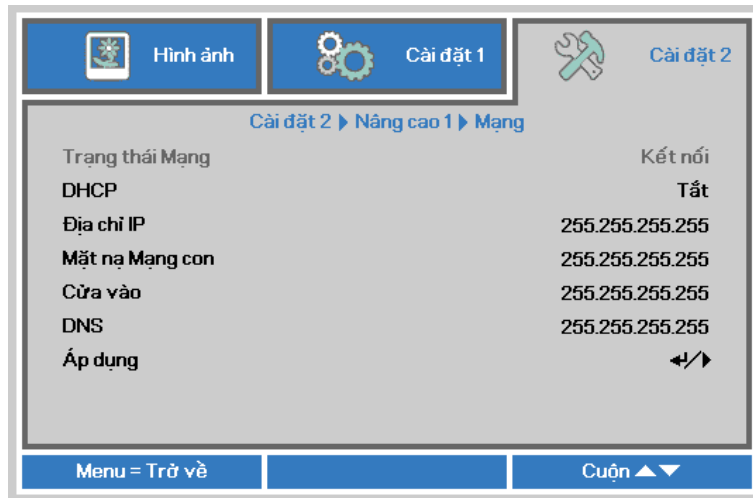 Hình ảnh
Cài đặt 1
Cài đặt 2
Cài đặt 2 Nâng cao 1 Mạng
Trạng thái Mạng Kết nối
DHCP Tắt
Địa chỉ IP 255.255.255.255
Mặt nạ Mạng con 255.255.255.255
Cửa vào 255.255.255.255
DNS 255.255.255.255
Áp dụng
Menu = Trở về
Cuộn